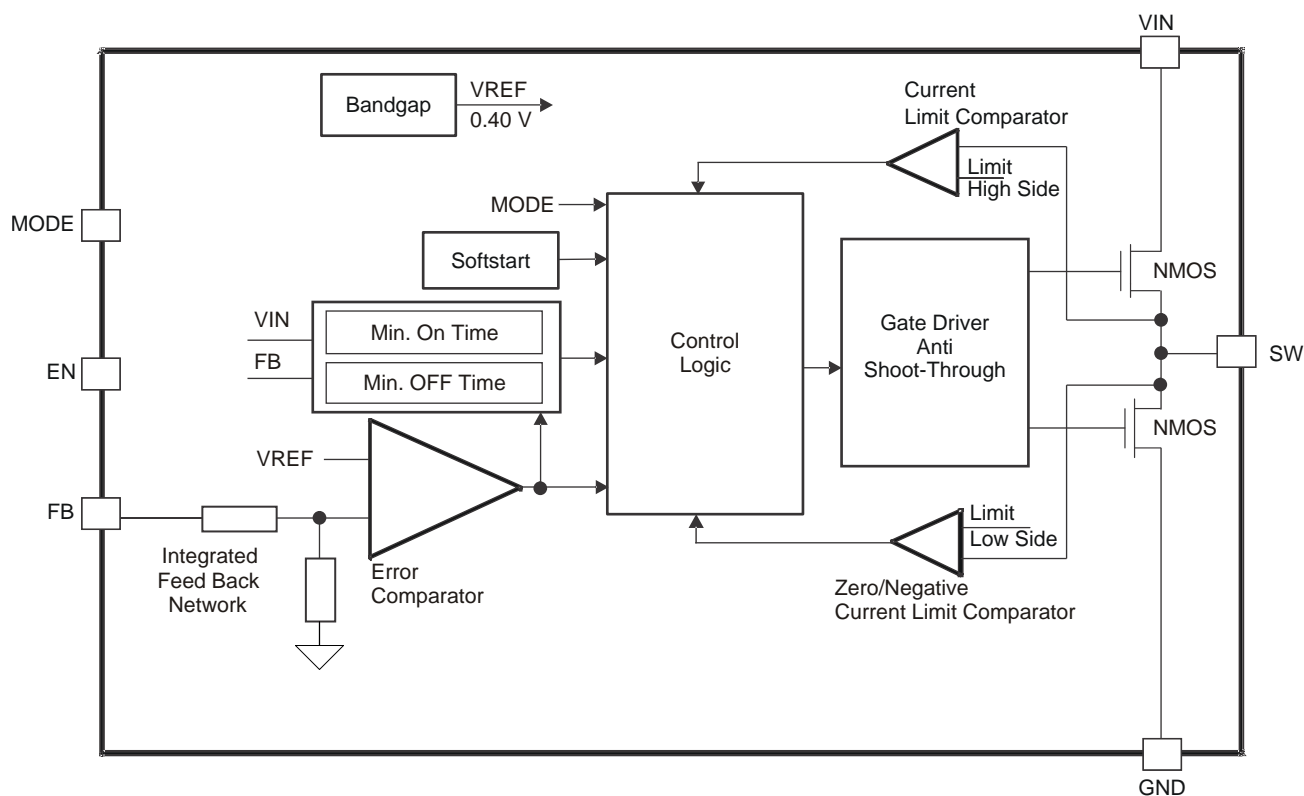 VIN
Bandgap
VREF
0.40 V
Current
Limit Comparator
Limit
High Side
MODE
MODE
Softstart
NMOS
VIN
Min. On Time
FB
Min. OFF Time
Control
Logic
Gate Driver
Anti
Shoot-Through
SW
EN
NMOS
VREF
FB
Limit
Low Side
Integrated
Feed Back
Network
Error
Comparator
Zero/Negative
Current Limit Comparator
GND